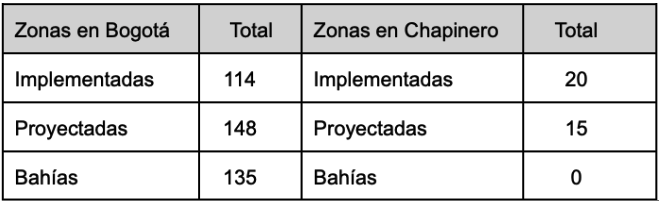 Zonas en Bogotá Total Zonas en Chapinero Total
Implementadas 114 Implementadas 20
Proyectadas 148 Proyectadas 15
Bahías 135 Bahías 0